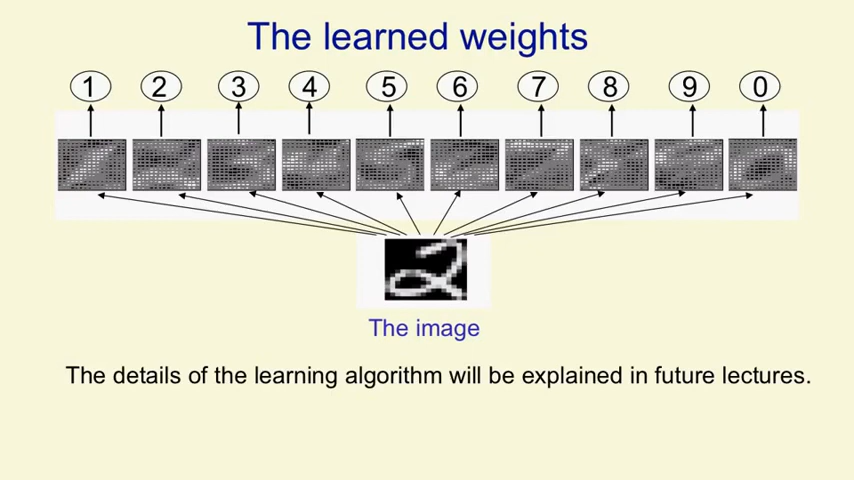 The learned weights
1 2 3 4 5 6 7 8 9 0
2
The image
The details of the learning algorithm will be explained in future lectures.